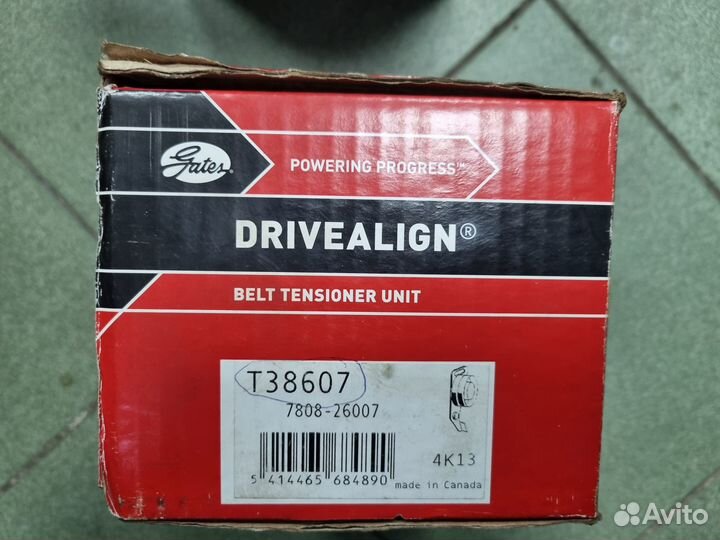 Gates
POWERING PROGRESS™
DRIVEALIGN®
BELT TENSIONER UNIT
T38607
7808-26007
5 414465 684890
4K13
made in Canada
Avito